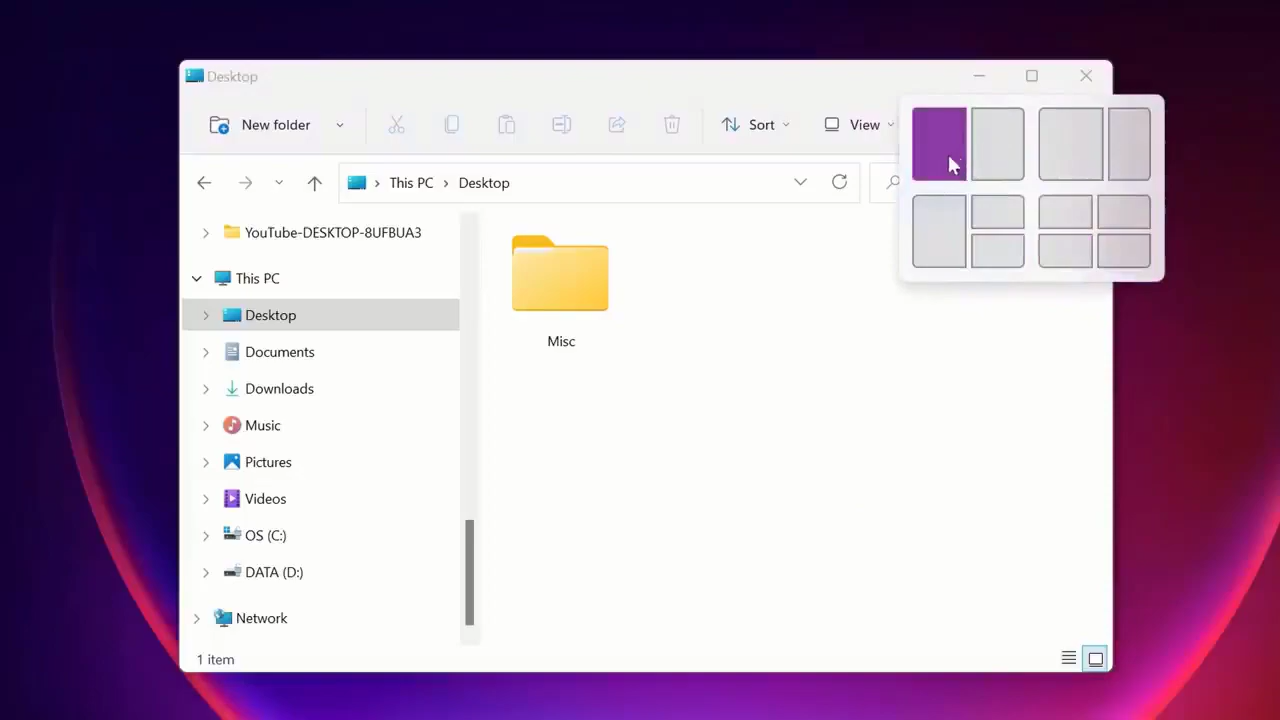 Desktop
New folder
Sort
View
This PC
Desktop
YouTube-DESKTOP-8UFBUA3
This PC
Desktop
Documents
Downloads
Music
Pictures
Videos
OS (C:)
DATA (D:)
Network
Misc
1 item